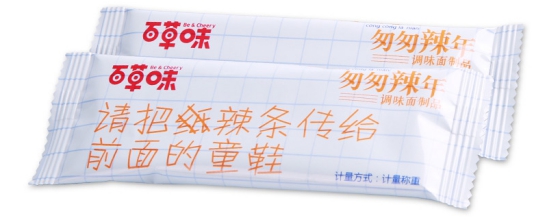 Be & Cheery
百草味
匆匆辣年
调味面制品
Be & Cheery
百草味
匆匆辣年
调味面制品
请把辣条传给
前面的童鞋
计量方式：计量称重